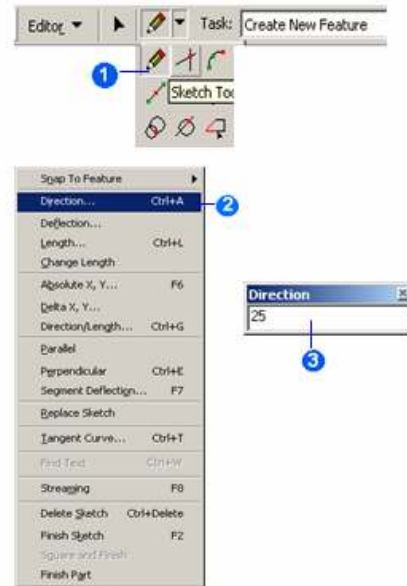 Editor Task: Create New Feature
1
Sketch Too
Snap To Feature
Direction... Ctrl+A
2
Deflection...
Length... Ctrl+L
Change Length
Absolute X, Y... F6
Delta X, Y...
Direction/Length... Ctrl+G
Parallel
Perpendicular Ctrl+E
Segment Deflection... F7
Replace Sketch
Tangent Curve... Ctrl+T
Find Text Ctrl+W
Streaming F8
Delete Sketch Ctrl+Delete
Finish Sketch F2
Square and Finish
Finish Part
Direction
25
3